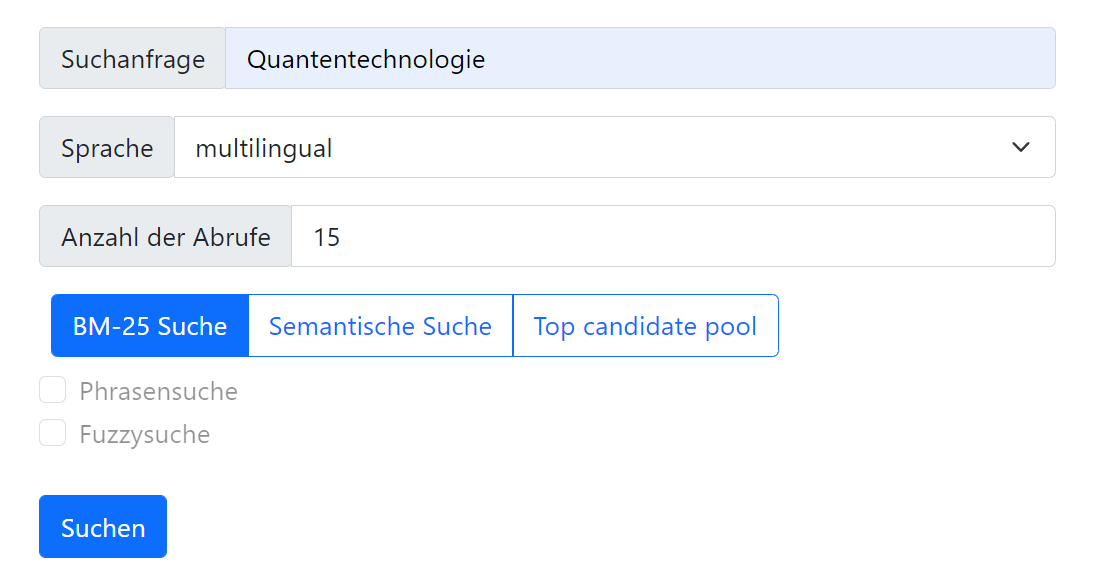 Suchanfrage Quantentechnologie
Sprache multilingual
Anzahl der Abrufe 15
BM-25 Suche Semantische Suche Top candidate pool
Phrasensuche
Fuzzysuche
Suchen